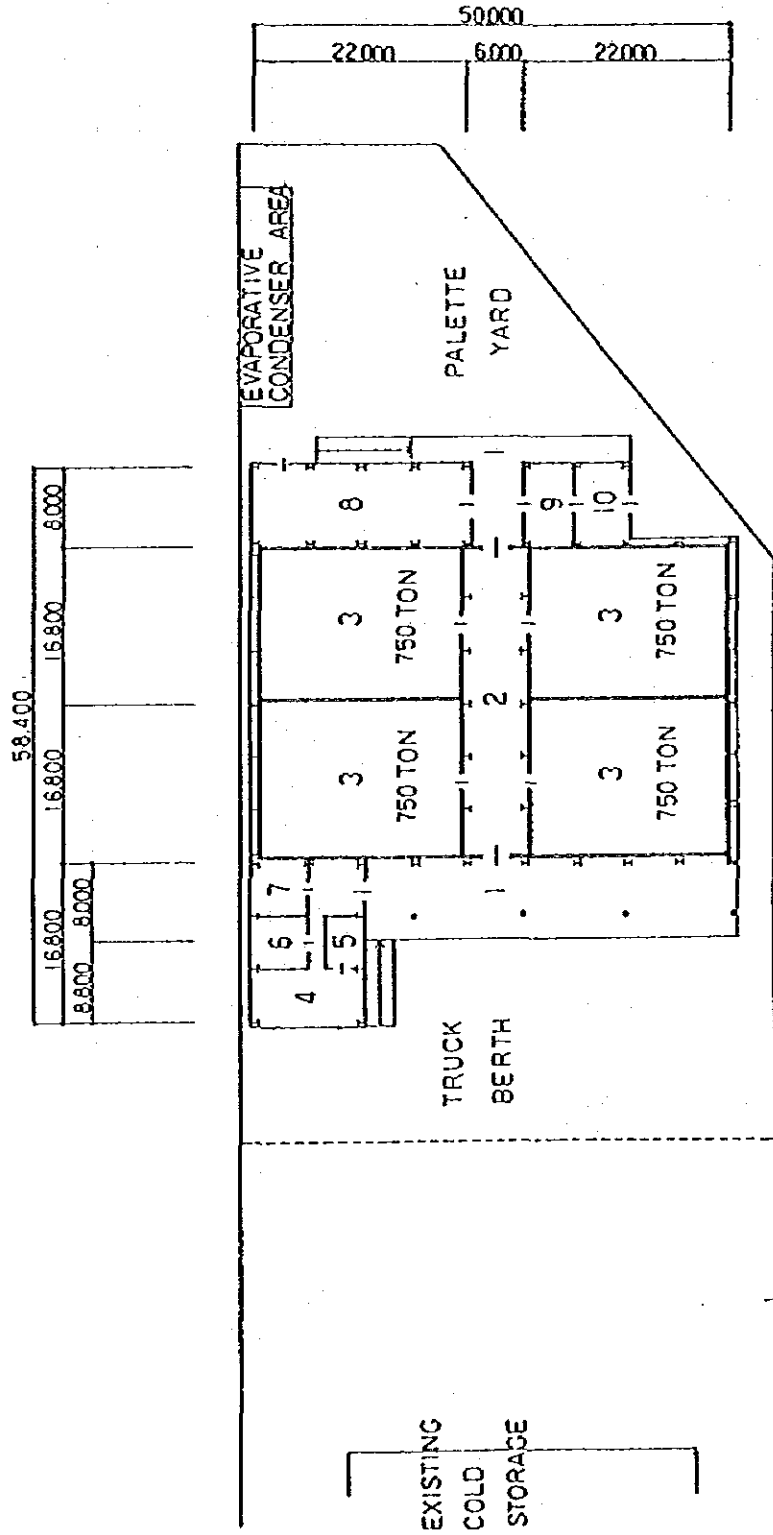 50.000
22.000 6.000 22.000
58.400
16.800 16.800 16.800 8.000
8.800 8.000
EVAPORATIVE
CONDENSER AREA
PALETTE
YARD
8
1
9
10
3
750 TON
3
750 TON
2
3
750 TON
3
750 TON
7
6
5
4
1
TRUCK
BERTH
EXISTING
COLD
STORAGE